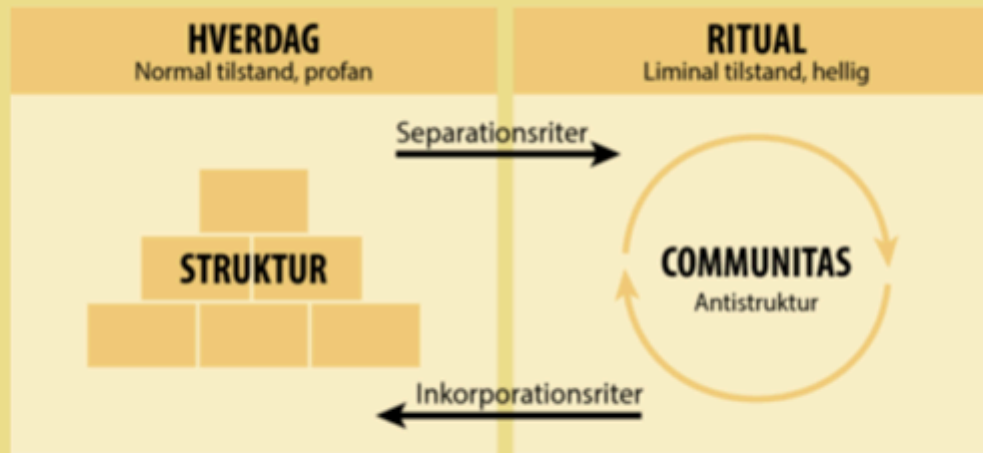 HVERDAG
Normal tilstand, profan
RITUAL
Liminal tilstand, hellig
Separationsriter
STRUKTUR
COMMUNITAS
Antistruktur
Inkorporationsriter